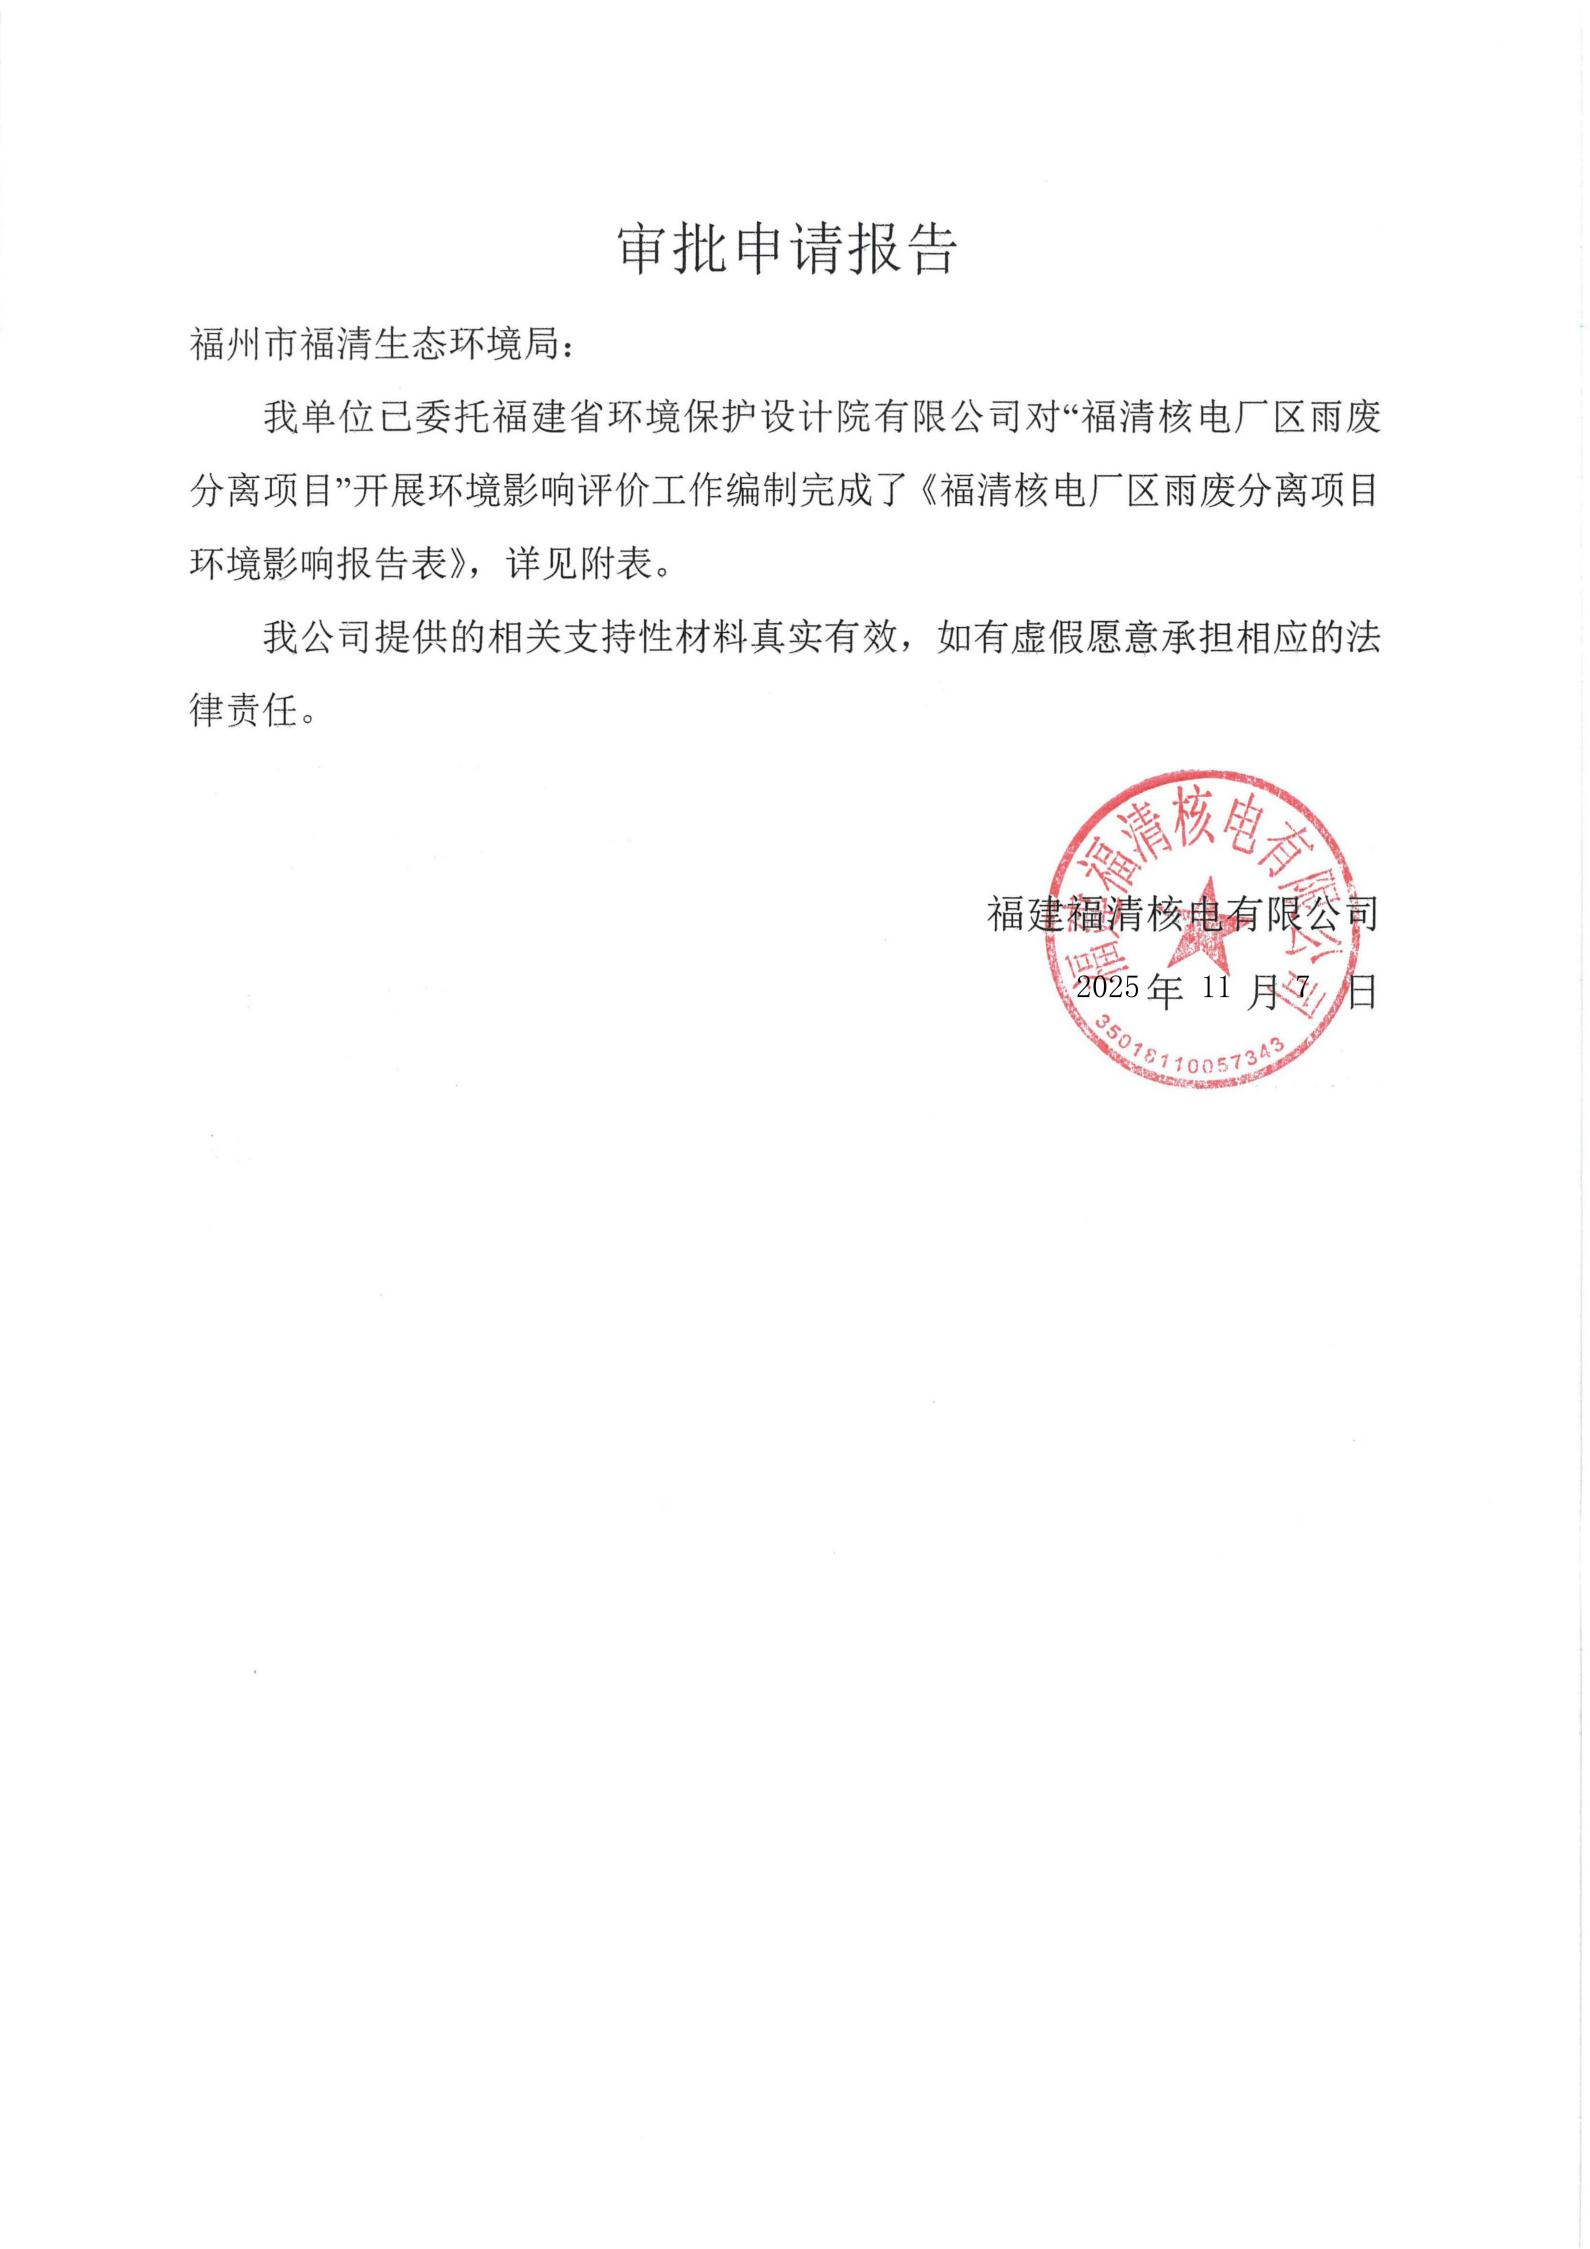 审批申请报告
福州市福清生态环境局：
我单位已委托福建省环境保护设计院有限公司对“福清核电厂区雨废
分离项目”开展环境影响评价工作编制完成了《福清核电厂区雨废分离项目
环境影响报告表》，详见附表。
我公司提供的相关支持性材料真实有效，如有虚假愿意承担相应的法
律责任。
福建福清核电有限公司
福建福清核电有限公司
2025年 11 月 7 日
35018110057343